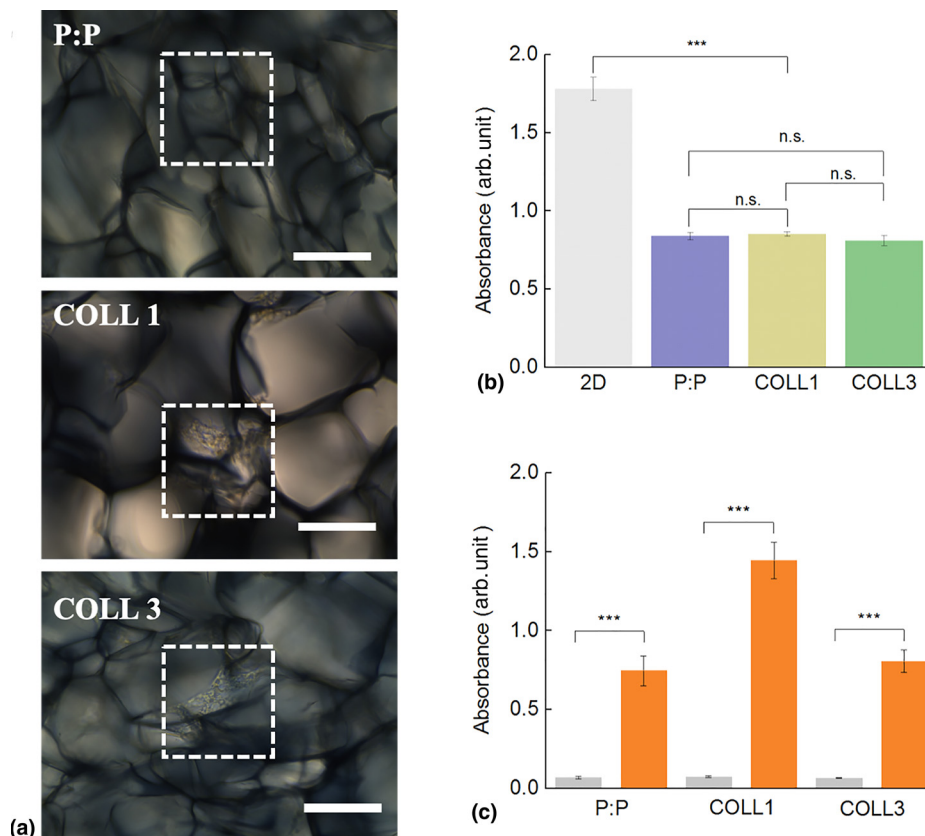 P:P
COLL 1
COLL 3
(a)
2.0
1.5
1.0
0.5
0.0
Absorbance (arb.unit)
***
n.s.
n.s.
n.s.
2D P:P COLL1 COLL3
(b)
2.0
1.5
1.0
0.5
0.0
Absorbance (arb.unit)
***
***
***
P:P COLL1 COLL3
(c)